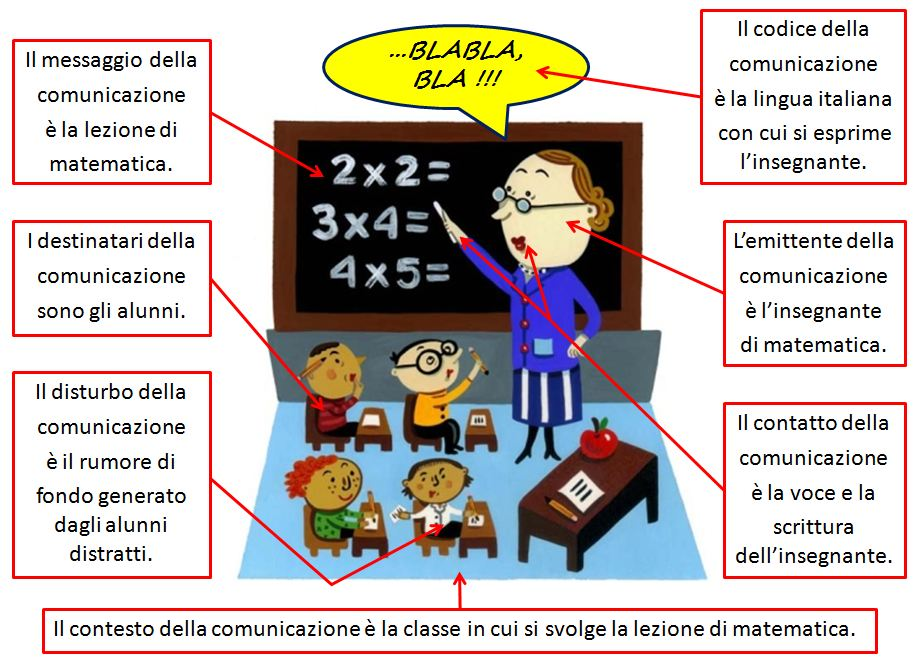 Il messaggio della
comunicazione
è la lezione di
matematica.
...BLABLA,
BLA !!!
Il codice della
comunicazione
è la lingua italiana
con cui si esprime
l’insegnante.
2x2=
3x4=
4x5=
I destinatari della
comunicazione
sono gli alunni.
L’emittente della
comunicazione
è l’insegnante
di matematica.
Il disturbo della
comunicazione
è il rumore di
fondo generato
dagli alunni
distratti.
Il contatto della
comunicazione
è la voce e la
scrittura
dell’insegnante.
Il contesto della comunicazione è la classe in cui si svolge la lezione di matematica.